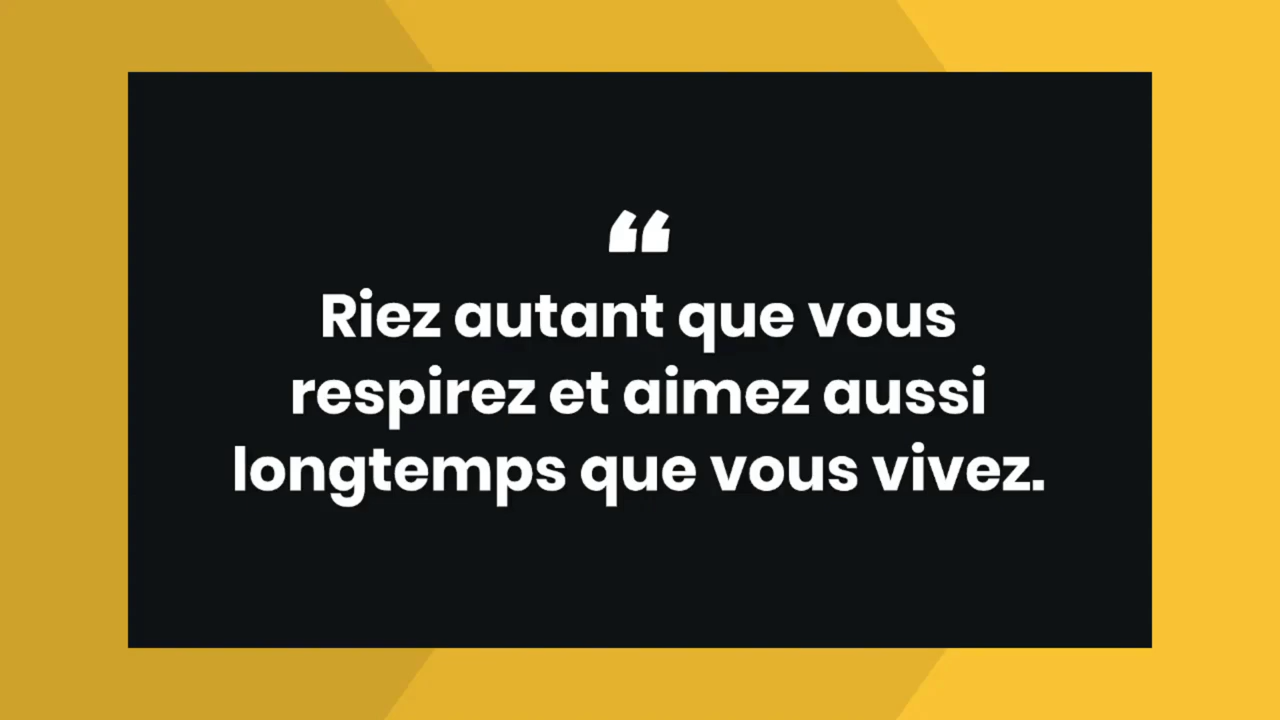 “
Riez autant que vous
respirez et aimez aussi
longtemps que vous vivez.